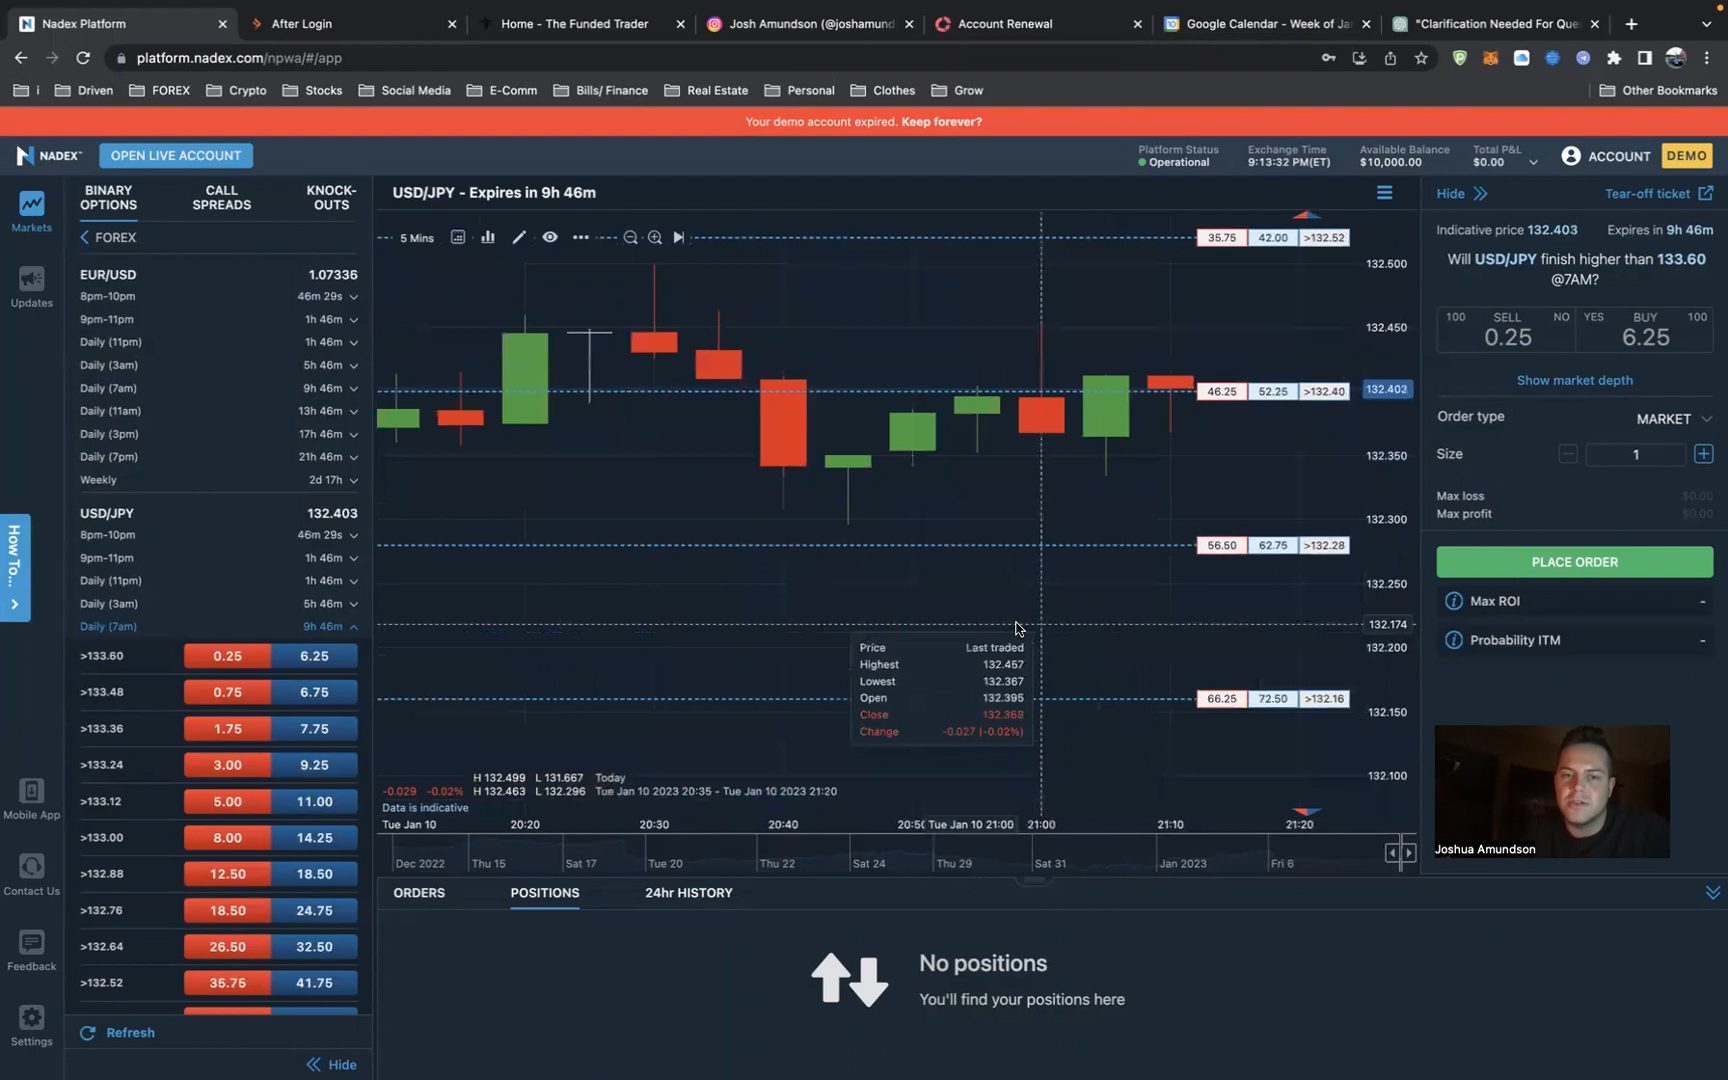 Nadex Platform
After Login
Home - The Funded Trader
Josh Amundson (@joshamund
Account Renewal
Google Calendar - Week of Ja
"Clarification Needed For Que
platform.nadex.com/npwa/#/app
i
Driven
FOREX
Crypto
Stocks
Social Media
E-Comm
Bills/ Finance
Real Estate
Personal
Clothes
Grow
Other Bookmarks
Your demo account expired. Keep forever?
NADEX
OPEN LIVE ACCOUNT
Platform Status
Operational
Exchange Time
9:13:32 PM(ET)
Available Balance
$10,000.00
Total P&L
$0.00
ACCOUNT
DEMO
Markets
Updates
How To...
Mobile App
Contact Us
Feedback
Settings
BINARY OPTIONS
CALL SPREADS
KNOCK-OUTS
FOREX
EUR/USD 1.07336
8pm-10pm 46m 29s
9pm-11pm 1h 46m
Daily (11pm) 1h 46m
Daily (3am) 5h 46m
Daily (7am) 9h 46m
Daily (11am) 13h 46m
Daily (3pm) 17h 46m
Daily (7pm) 21h 46m
Weekly 2d 17h
USD/JPY 132.403
8pm-10pm 46m 29s
9pm-11pm 1h 46m
Daily (11pm) 1h 46m
Daily (3am) 5h 46m
Daily (7am) 9h 46m
>133.60 0.25 6.25
>133.48 0.75 6.75
>133.36 1.75 7.75
>133.24 3.00 9.25
>133.12 5.00 11.00
>133.00 8.00 14.25
>132.88 12.50 18.50
>132.76 18.50 24.75
>132.64 26.50 32.50
>132.52 35.75 41.75
Refresh
Hide
USD/JPY - Expires in 9h 46m
5 Mins
35.75 42.00 >132.52
132.500
132.450
46.25 52.25 >132.40
132.402
132.350
132.300
56.50 62.75 >132.28
132.250
132.174
132.200
66.25 72.50 >132.16
132.150
132.100
Price Last traded
Highest 132.457
Lowest 132.367
Open 132.395
Close 132.368
Change -0.027 (-0.02%)
H 132.499 L 131.667 Today
-0.029 -0.02% H 132.463 L 132.296 Tue Jan 10 2023 20:35 - Tue Jan 10 2023 21:20
Data is indicative
Tue Jan 10 20:20 20:30 20:40 20:50 Tue Jan 10 21:00 21:00 21:10 21:20
Dec 2022 Thu 15 Sat 17 Tue 20 Thu 22 Sat 24 Thu 29 Sat 31 Jan 2023 Fri 6
ORDERS
POSITIONS
24hr HISTORY
No positions
You'll find your positions here
Hide
Tear-off ticket
Indicative price 132.403 Expires in 9h 46m
Will USD/JPY finish higher than 133.60
@7AM?
100 SELL NO YES BUY 100
0.25 6.25
Show market depth
Order type MARKET
Size 1
Max loss $0.00
Max profit $0.00
PLACE ORDER
Max ROI -
Probability ITM -
Joshua Amundson